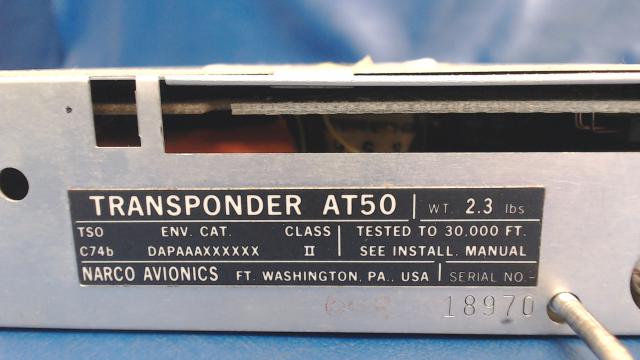 TRANSPONDER AT50 WT. 2.3 lbs
TSO ENV. CAT. CLASS TESTED TO 30,000 FT.
C74b DAPAAAXXXXXX II SEE INSTALL. MANUAL
NARCO AVIONICS FT. WASHINGTON, PA., USA SERIAL NO.-
18970